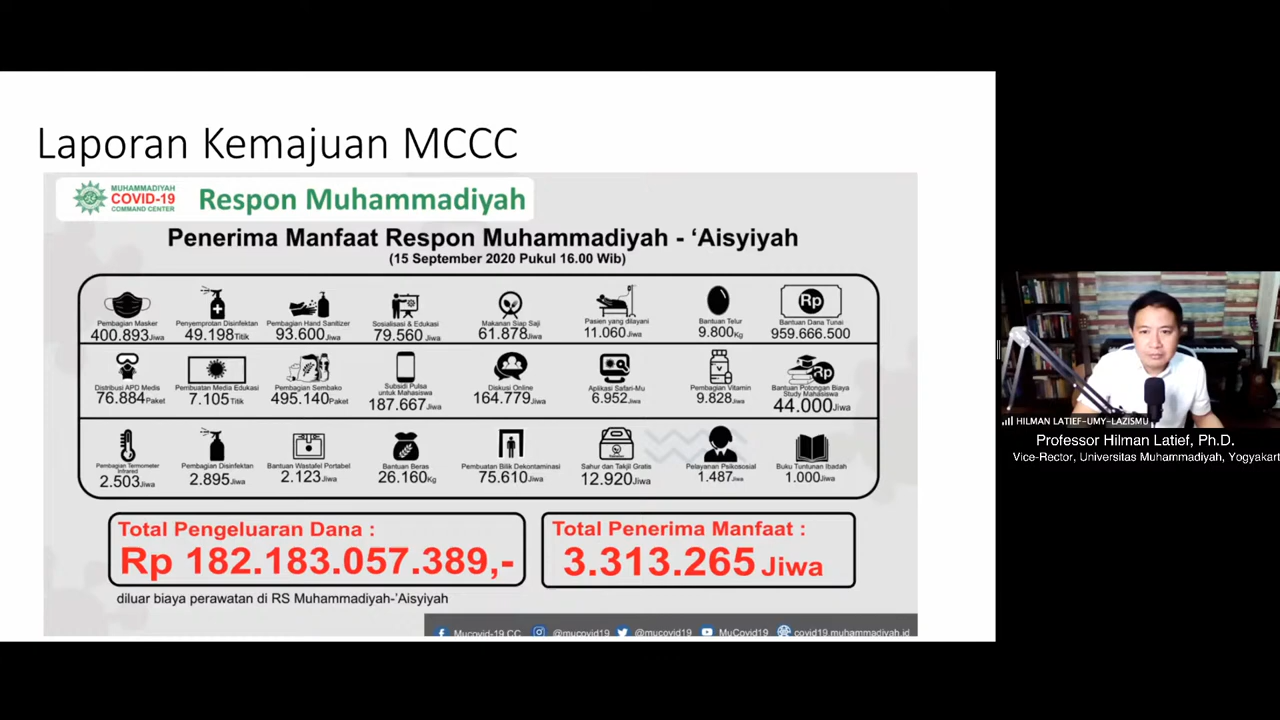 Laporan Kemajuan MCCC
MUHAMMADIYAH
COVID-19
COMMAND CENTER
Respon Muhammadiyah
Penerima Manfaat Respon Muhammadiyah - ‘Aisyiyah
(15 September 2020 Pukul 16.00 Wib)
Pembagian Masker
400.893 Jiwa
Penyemprotan Disinfektan
49.198 Titik
Pembagian Hand Sanitizer
93.600 Jiwa
Sosialisasi & Edukasi
79.560 Jiwa
Makanan Siap Saji
61.878 Jiwa
Pasien yang dilayani
11.060 Jiwa
Bantuan Telur
9.800 Kg
Rp
Bantuan Dana Tunai
959.666.500
Distribusi APD Medis
76.884 Paket
Pembuatan Media Edukasi
7.105 Titik
Pembagian Sembako
495.140 Paket
Subsidi Pulsa
untuk Mahasiswa
187.667 Jiwa
Diskusi Online
164.779 Jiwa
Aplikasi Safari-Mu
6.952 Jiwa
Pembagian Vitamin
9.828 Jiwa
Rp
Bantuan Potongan Biaya
Study Mahasiswa
44.000 Jiwa
Pembagian Termometer
Infrared
2.503 Jiwa
Pembagian Disinfektan
2.895 Jiwa
Bantuan Wastafel Portabel
2.123 Jiwa
Bantuan Beras
26.160 Kg
Pembuatan Bilik Dekontaminasi
75.610 Jiwa
Sahur dan Takjil Gratis
12.920 Jiwa
Pelayanan Psikososial
1.487 Jiwa
Buku Tuntunan Ibadah
1.000 Jiwa
Total Pengeluaran Dana :
Rp 182.183.057.389,-
Total Penerima Manfaat :
3.313.265 Jiwa
diluar biaya perawatan di RS Muhammadiyah-'Aisyiyah
Mucovid-19.CC @mucovid19 @mucovid19 MuCovid19 covid19.muhammadiyah.id
HILMAN LATIEF-UMY-LAZISMU
Professor Hilman Latief, Ph.D.
Vice-Rector, Universitas Muhammadiyah, Yogyakart